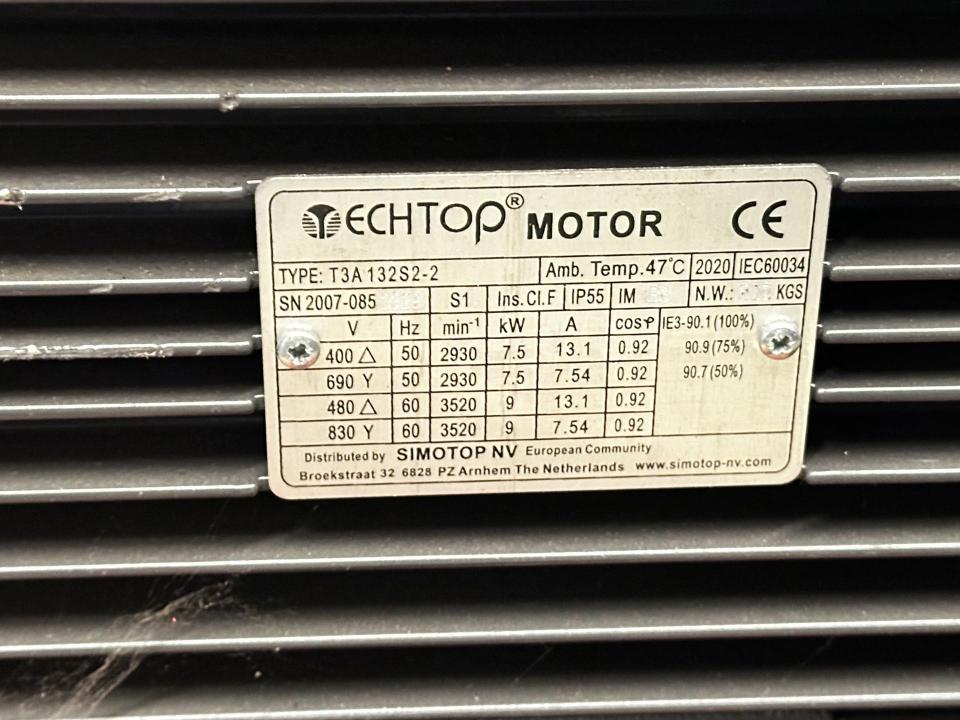 TECHTOP® MOTOR CE
TYPE: T3A 132S2-2 Amb. Temp. 47°C 2020 IEC60034
SN 2007-085 S1 Ins. Cl. F IP55 IM N.W.: KGS
V Hz min⁻¹ kW A cosφ IE3-90.1 (100%)
400 △ 50 2930 7.5 13.1 0.92 90.9 (75%)
690 Y 50 2930 7.5 7.54 0.92 90.7 (50%)
480 △ 60 3520 9 13.1 0.92
830 Y 60 3520 9 7.54 0.92
Distributed by SIMOTOP NV European Community
Broekstraat 32 6828 PZ Arnhem The Netherlands www.simotop-nv.com